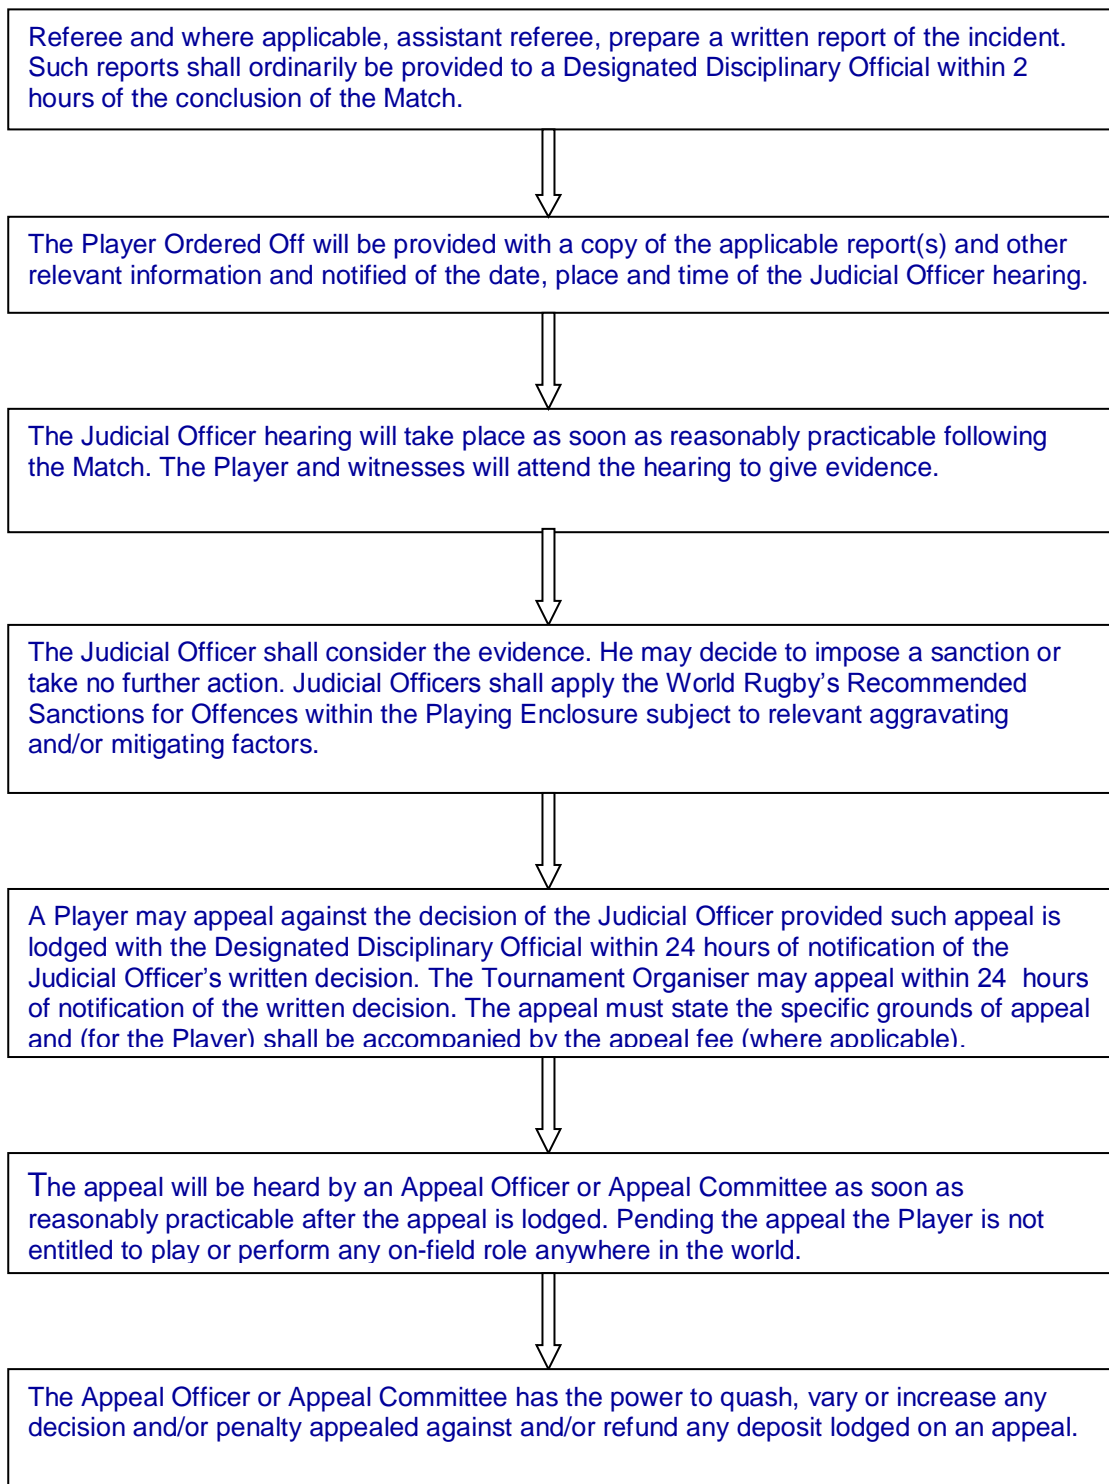 Referee and where applicable, assistant referee, prepare a written report of the incident.
Such reports shall ordinarily be provided to a Designated Disciplinary Official within 2
hours of the conclusion of the Match.
The Player Ordered Off will be provided with a copy of the applicable report(s) and other
relevant information and notified of the date, place and time of the Judicial Officer hearing.
The Judicial Officer hearing will take place as soon as reasonably practicable following
the Match. The Player and witnesses will attend the hearing to give evidence.
The Judicial Officer shall consider the evidence. He may decide to impose a sanction or
take no further action. Judicial Officers shall apply the World Rugby's Recommended
Sanctions for Offences within the Playing Enclosure subject to relevant aggravating
and/or mitigating factors.
A Player may appeal against the decision of the Judicial Officer provided such appeal is
lodged with the Designated Disciplinary Official within 24 hours of notification of the
Judicial Officer's written decision. The Tournament Organiser may appeal within 24 hours
of notification of the written decision. The appeal must state the specific grounds of appeal
and (for the Player) shall be accompanied by the appeal fee (where applicable).
The appeal will be heard by an Appeal Officer or Appeal Committee as soon as
reasonably practicable after the appeal is lodged. Pending the appeal the Player is not
entitled to play or perform any on-field role anywhere in the world.
The Appeal Officer or Appeal Committee has the power to quash, vary or increase any
decision and/or penalty appealed against and/or refund any deposit lodged on an appeal.